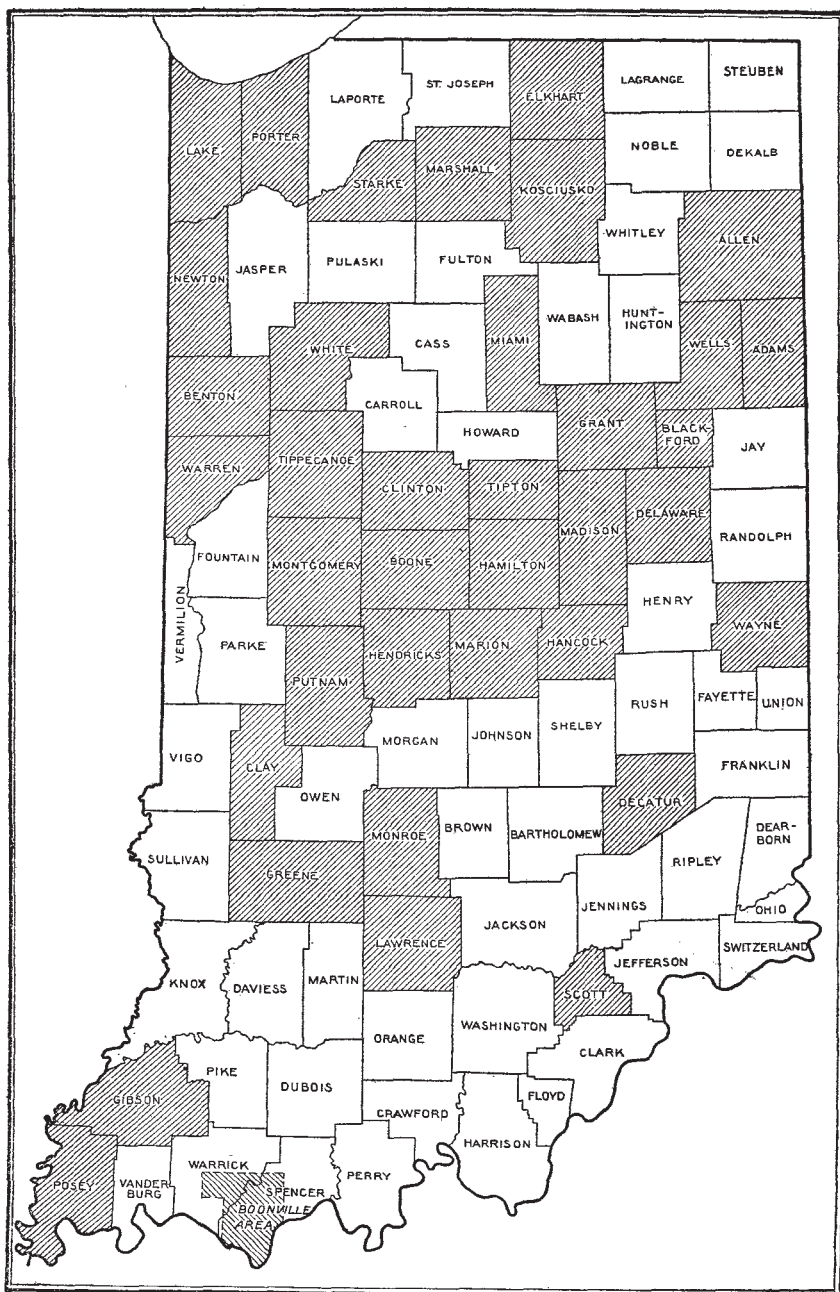 LAPORTE
ST. JOSEPH
ELKHART
LAGRANGE
STEUBEN
LAKE
PORTER
STARKE
MARSHALL
KOSCIUSKO
NOBLE
DEKALB
WHITLEY
ALLEN
NEWTON
JASPER
PULASKI
FULTON
WABASH
HUNT-
INGTON
WHITE
CASS
MIAMI
WELLS
ADAMS
BENTON
CARROLL
HOWARD
GRANT
BLACK-
FORD
JAY
WARREN
TIPPECANOE
CLINTON
TIPTON
MADISON
DELAWARE
RANDOLPH
FOUNTAIN
MONTGOMERY
BOONE
HAMILTON
HENRY
WAYNE
VERMILION
PARKE
PUTNAM
HENDRICKS
MARION
HANCOCK
RUSH
FAYETTE
UNION
VIGO
CLAY
OWEN
MORGAN
JOHNSON
SHELBY
FRANKLIN
DECATUR
SULLIVAN
GREENE
MONROE
BROWN
BARTHOLOMEW
DEAR-
BORN
RIPLEY
JENNINGS
OHIO
LAWRENCE
JACKSON
JEFFERSON
SWITZERLAND
KNOX
DAVIESS
MARTIN
SCOTT
ORANGE
WASHINGTON
CLARK
PIKE
DUBOIS
GIBSON
CRAWFORD
FLOYD
HARRISON
POSEY
VANDER
BURG
WARRICK
SPENCER
PERRY
BOONVILLE
AREA